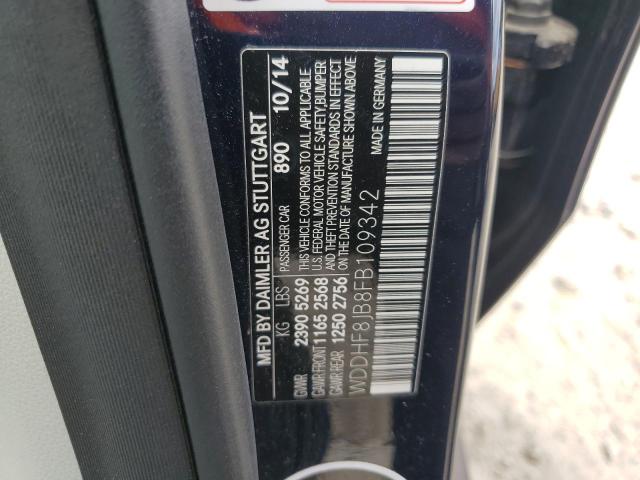 MFD BY DAIMLER AG STUTTGART
KG LBS PASSENGER CAR 890 10/14
GVWR 2390 5269 THIS VEHICLE CONFORMS TO ALL APPLICABLE
GAWR FRONT 1165 2568 U.S. FEDERAL MOTOR VEHICLE SAFETY, BUMPER
GAWR REAR 1250 2756 AND THEFT PREVENTION STANDARDS IN EFFECT
ON THE DATE OF MANUFACTURE SHOWN ABOVE
WDDHF8JB8FB109342 MADE IN GERMANY